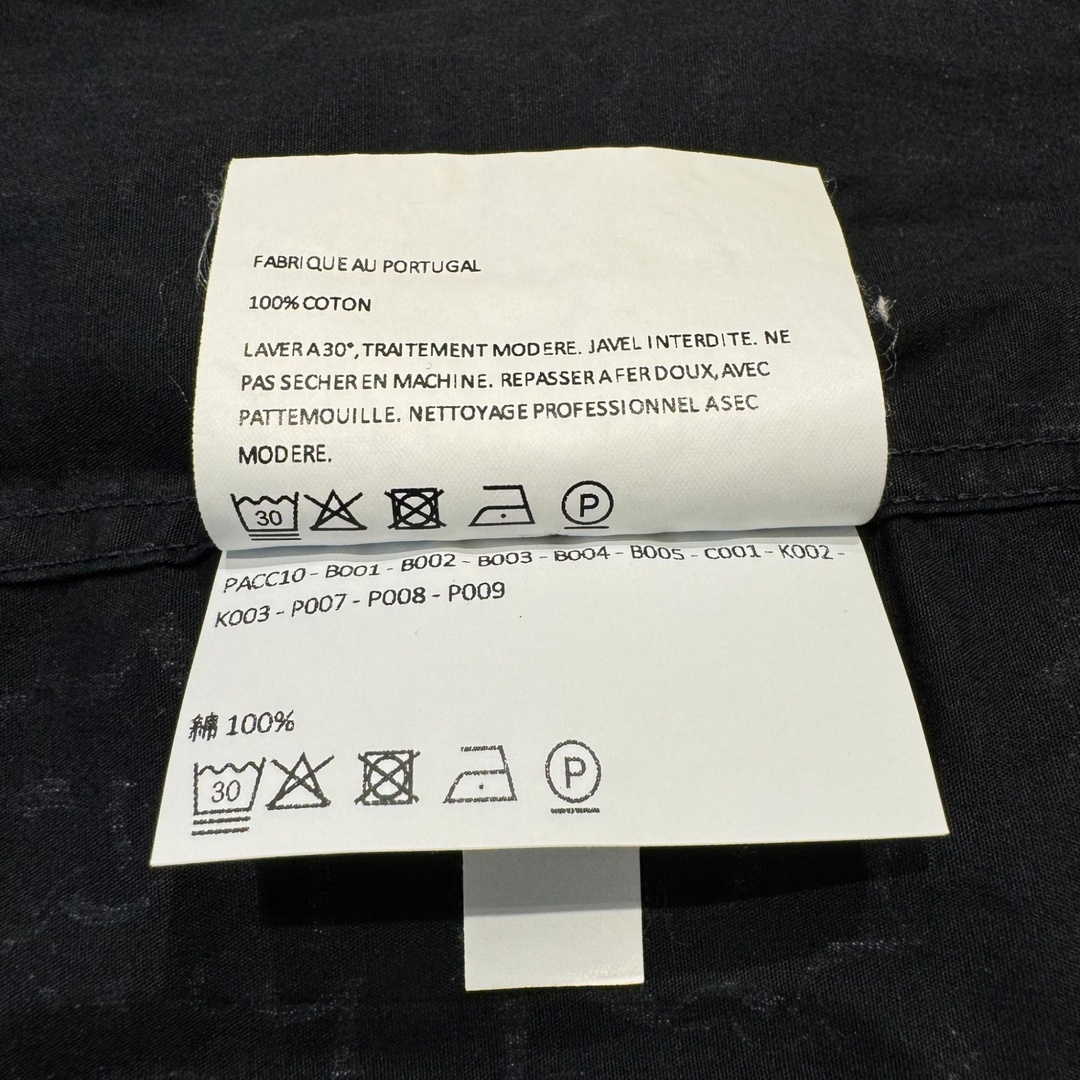 FABRIQUE AU PORTUGAL
100% COTON
LAVER A 30°, TRAITEMENT MODERE. JAVEL INTERDITE. NE
PAS SECHER EN MACHINE. REPASSER A FER DOUX, AVEC
PATTEMOUILLE. NETTOYAGE PROFESSIONNEL A SEC
MODERE.
30 P
PACC10 - B001 - B002 - B003 - B004 - B005 - C001 - K002 -
K003 - P007 - P008 - P009
綿 100%
30 P